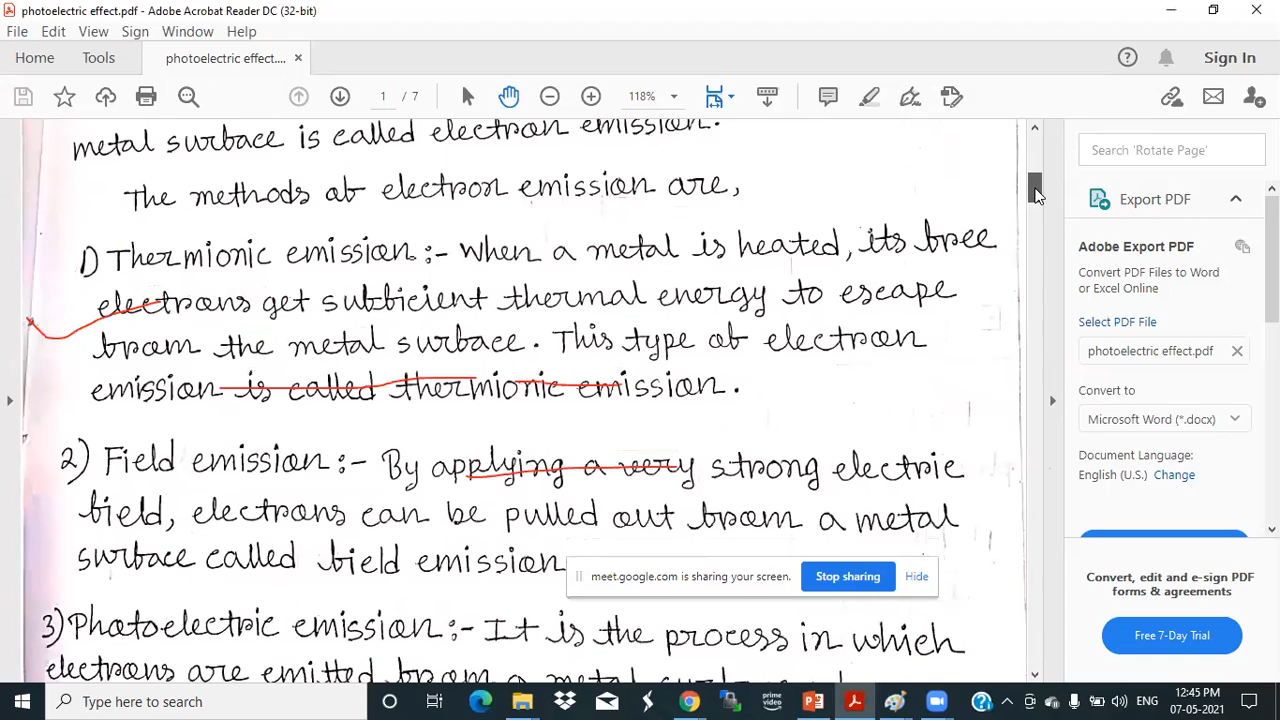 photoelectric effect.pdf - Adobe Acrobat Reader DC (32-bit)
File Edit View Sign Window Help
Home Tools photoelectric effect.... × Sign In
1 / 7 118%
metal surface is called electron emission.
The methods of electron emission are,
1) Thermionic emission :- When a metal is heated, its free
electrons get sufficient thermal energy to escape
from the metal surface. This type of electron
emission is called thermionic emission.
2) Field emission :- By applying a very strong electric
field, electrons can be pulled out from a metal
surface called field emission
3) Photoelectric emission :- It is the process in which
electrons are emitted from a metal
meet.google.com is sharing your screen. Stop sharing Hide
Search 'Rotate Page'
Export PDF
Adobe Export PDF
Convert PDF Files to Word
or Excel Online
Select PDF File
photoelectric effect.pdf ×
Convert to
Microsoft Word (*.docx)
Document Language:
English (U.S.) Change
Convert, edit and e-sign PDF
forms & agreements
Free 7-Day Trial
Type here to search
prime video
ENG
12:45 PM
07-05-2021